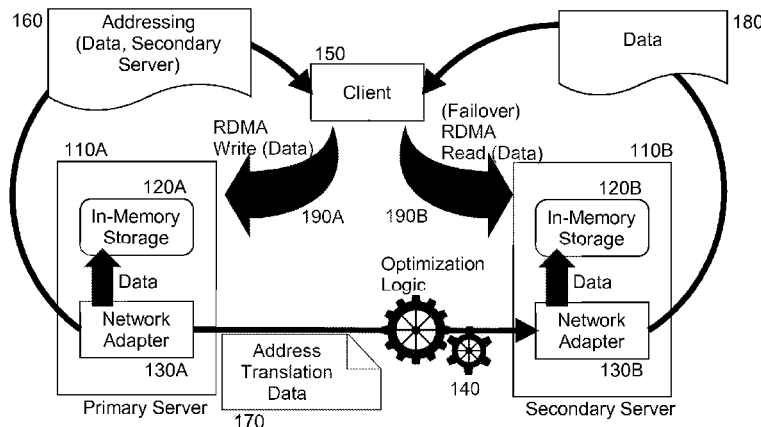 160
Addressing
(Data, Secondary
Server)
150
Client
Data
180
RDMA
Write (Data)
(Failover)
RDMA
Read (Data)
110A
110B
120A
In-Memory
Storage
190A
190B
120B
In-Memory
Storage
Data
Optimization
Logic
Data
Network
Adapter
Network
Adapter
130A
Address
Translation
Data
140
130B
Primary Server
170
Secondary Server